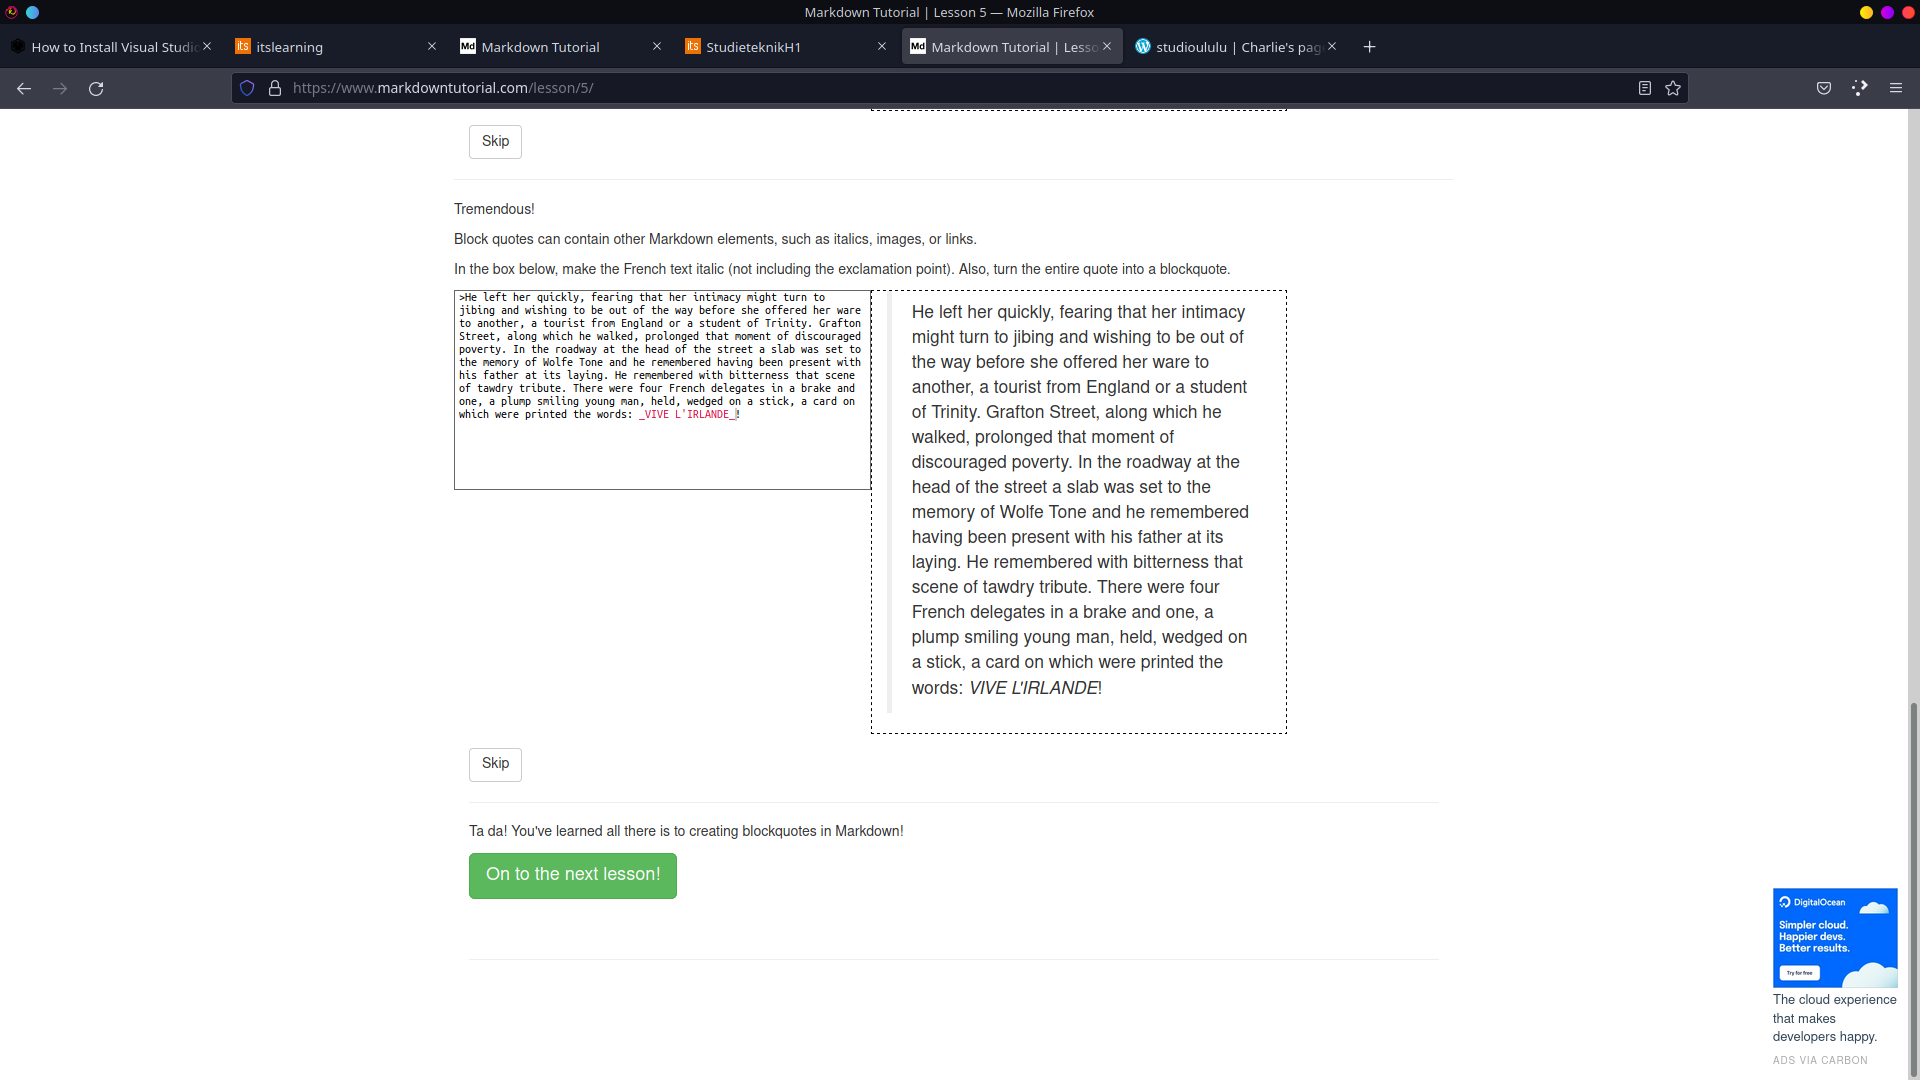 Markdown Tutorial | Lesson 5 — Mozilla Firefox
How to Install Visual Studi
itslearning
Markdown Tutorial
StudieteknikH1
Markdown Tutorial | Lesso
studioululu | Charlie's pag
https://www.markdowntutorial.com/lesson/5/
Skip
Tremendous!
Block quotes can contain other Markdown elements, such as italics, images, or links.
In the box below, make the French text italic (not including the exclamation point). Also, turn the entire quote into a blockquote.
>He left her quickly, fearing that her intimacy might turn to
jibing and wishing to be out of the way before she offered her ware
to another, a tourist from England or a student of Trinity. Grafton
Street, along which he walked, prolonged that moment of discouraged
poverty. In the roadway at the head of the street a slab was set to
the memory of Wolfe Tone and he remembered having been present with
his father at its laying. He remembered with bitterness that scene
of tawdry tribute. There were four French delegates in a brake and
one, a plump smiling young man, held, wedged on a stick, a card on
which were printed the words: _VIVE L'IRLANDE_!
He left her quickly, fearing that her intimacy
might turn to jibing and wishing to be out of
the way before she offered her ware to
another, a tourist from England or a student
of Trinity. Grafton Street, along which he
walked, prolonged that moment of
discouraged poverty. In the roadway at the
head of the street a slab was set to the
memory of Wolfe Tone and he remembered
having been present with his father at its
laying. He remembered with bitterness that
scene of tawdry tribute. There were four
French delegates in a brake and one, a
plump smiling young man, held, wedged on
a stick, a card on which were printed the
words: VIVE L'IRLANDE!
Skip
Ta da! You've learned all there is to creating blockquotes in Markdown!
On to the next lesson!
DigitalOcean
Simpler cloud.
Happier devs.
Better results.
Try for free
The cloud experience
that makes
developers happy.
ADS VIA CARBON